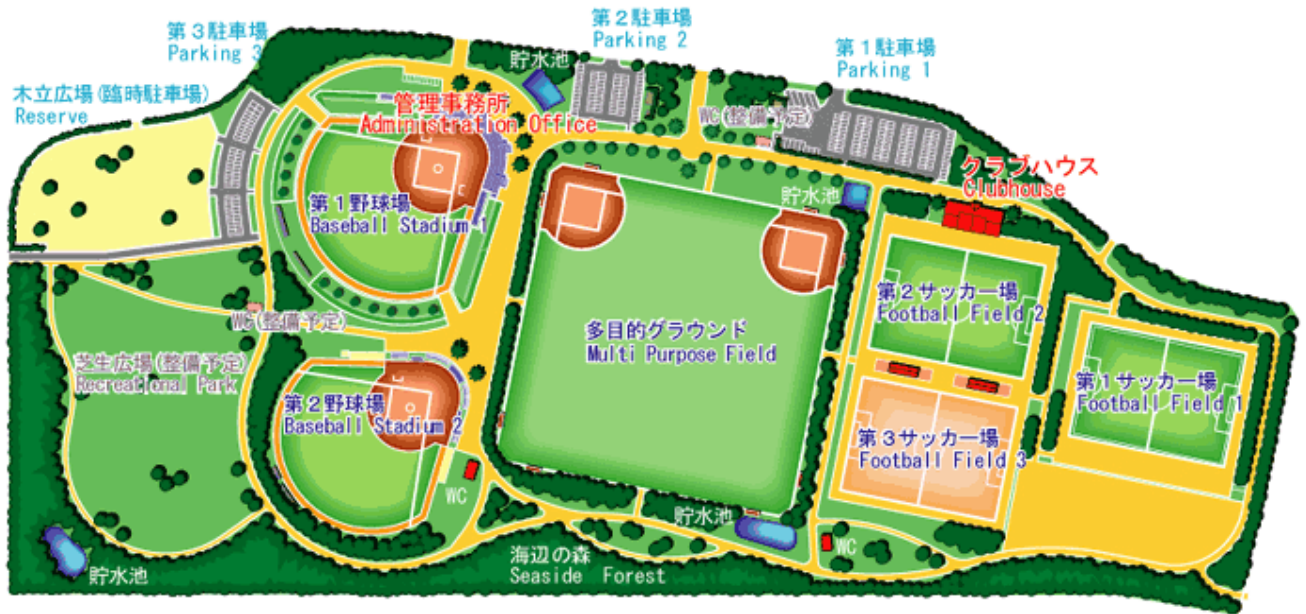 第３駐車場
Parking 3
第２駐車場
Parking 2
第１駐車場
Parking 1
木立広場(臨時駐車場)
Reserve
貯水池
管理事務所
Administration Office
WC(整備予定)
クラブハウス
Clubhouse
貯水池
第１野球場
Baseball Stadium 1
第２サッカー場
Football Field 2
WC(整備予定)
多目的グラウンド
Multi Purpose Field
芝生広場(整備予定)
Recreational Park
第１サッカー場
Football Field 1
第２野球場
Baseball Stadium 2
第３サッカー場
Football Field 3
WC
貯水池
WC
海辺の森
Seaside Forest
貯水池